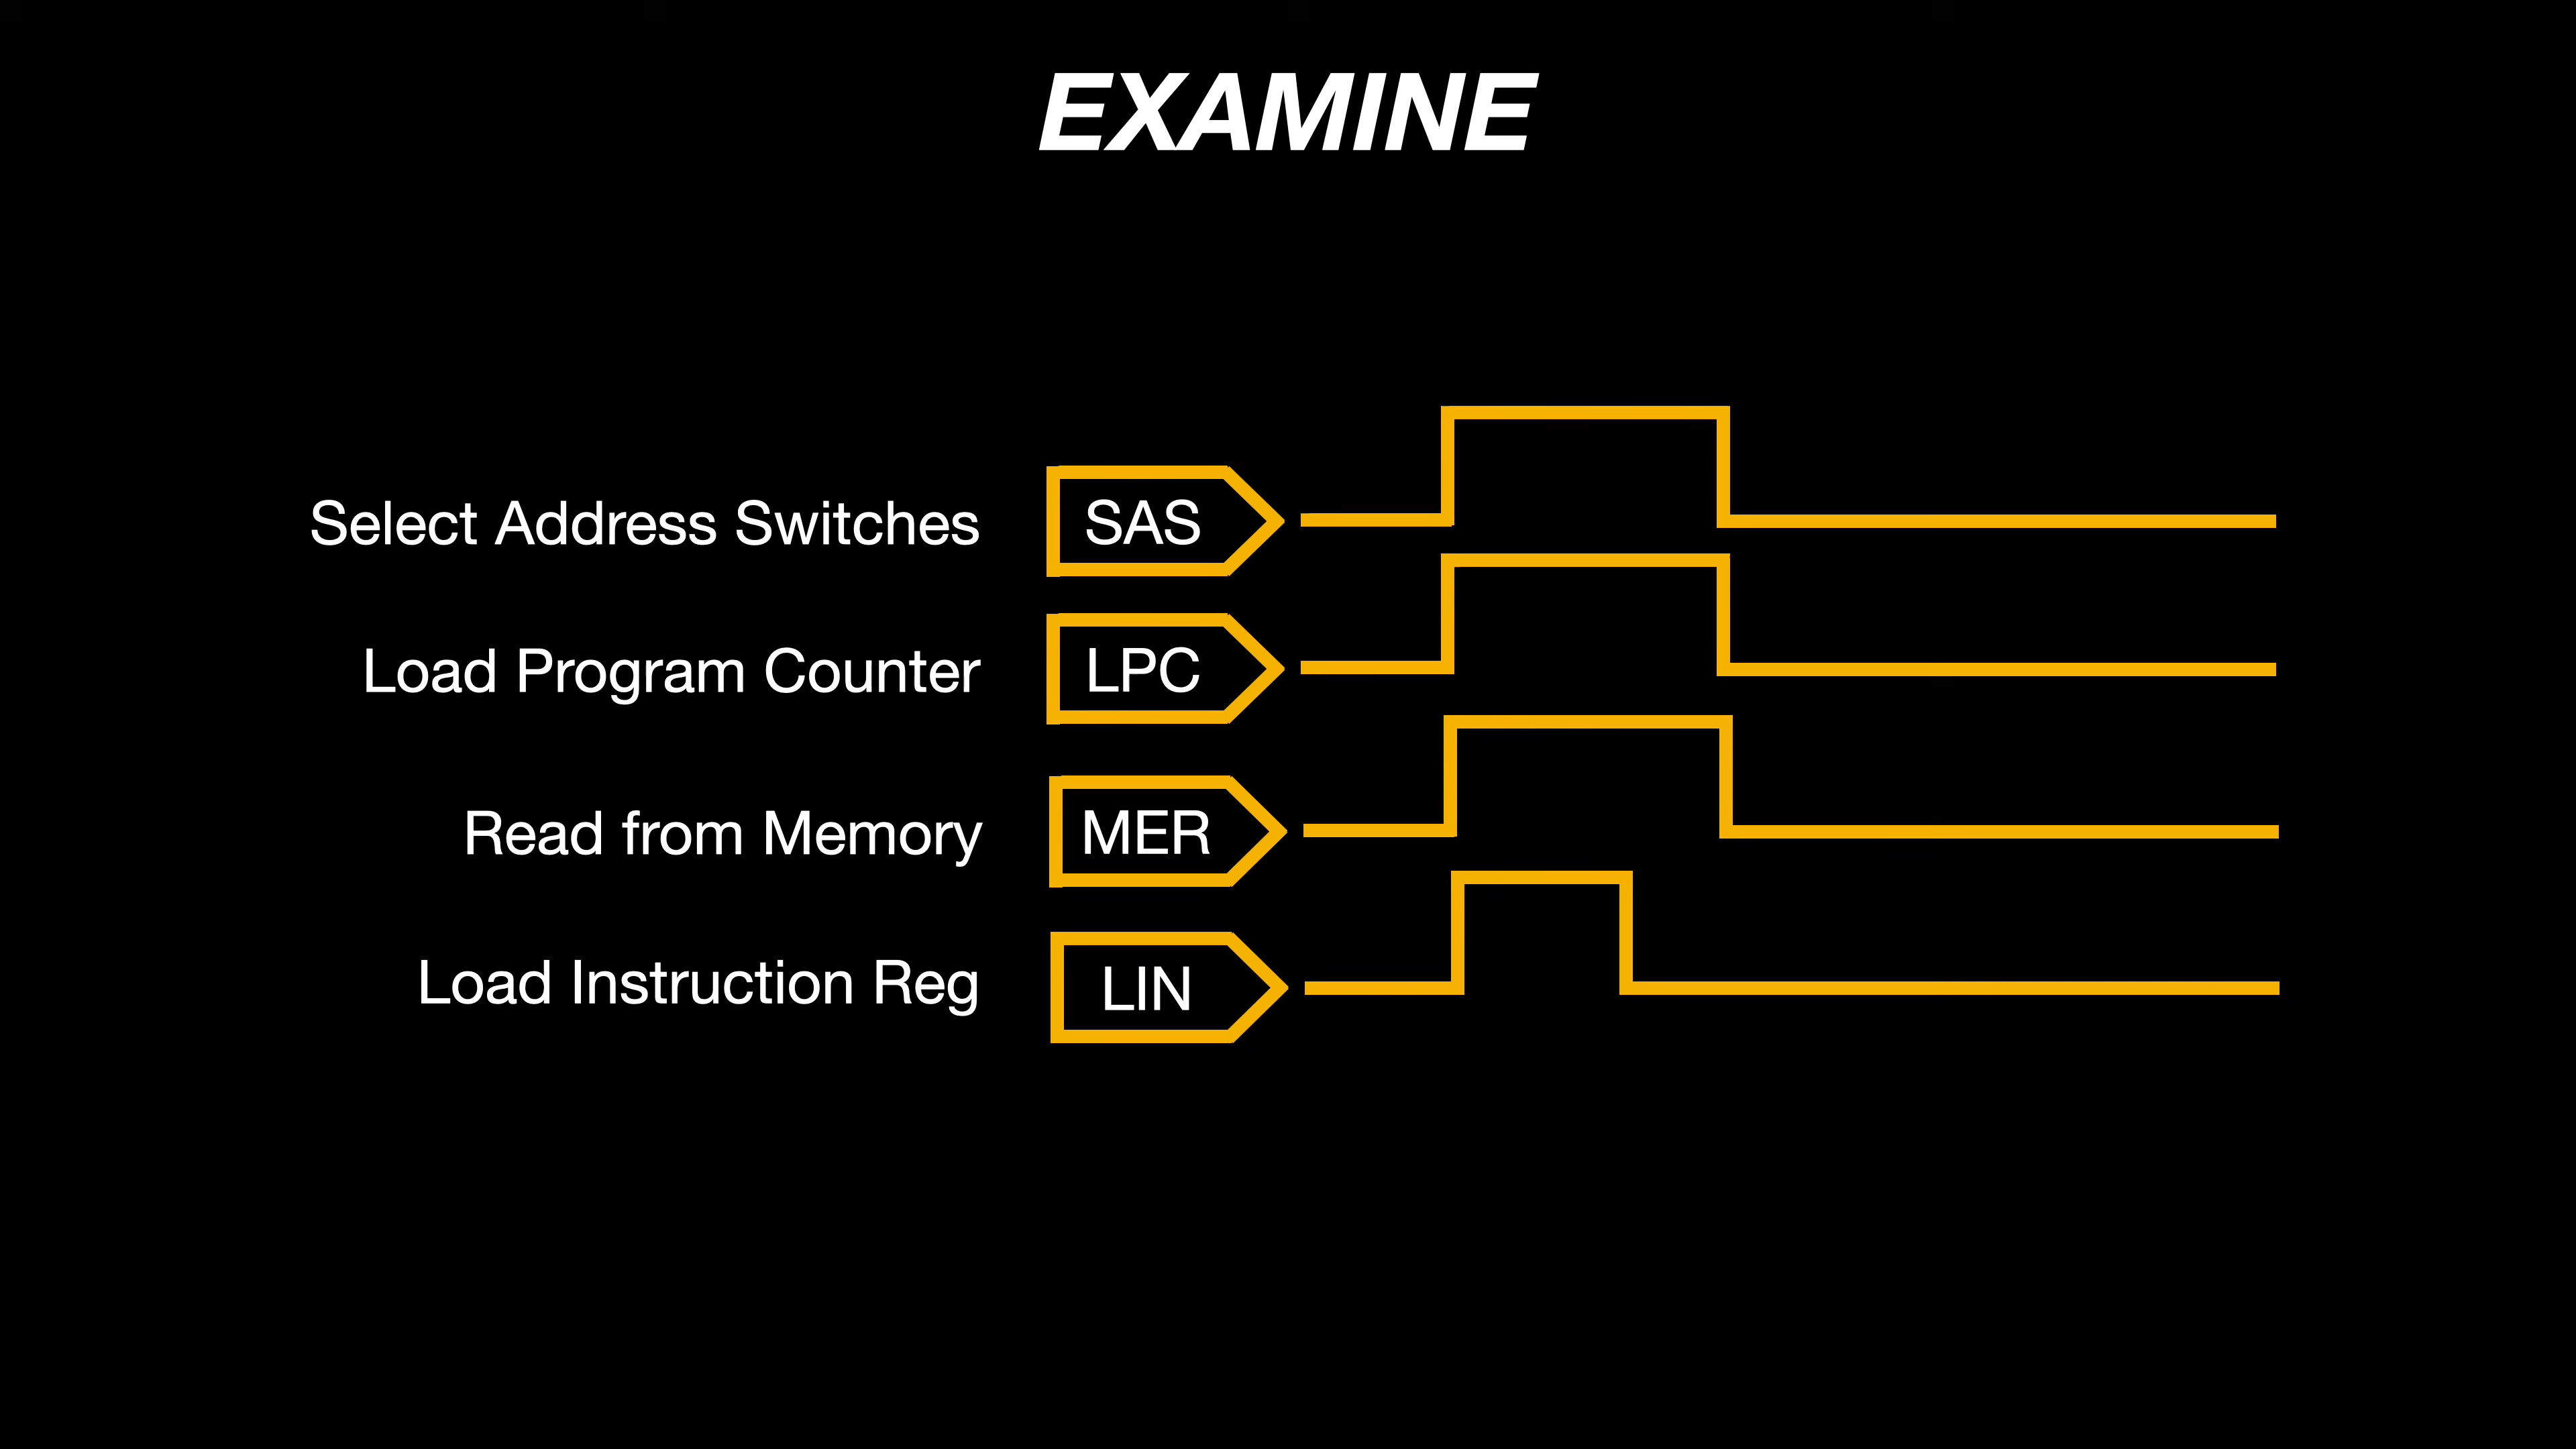 EXAMINE
Select Address Switches SAS
Load Program Counter LPC
Read from Memory MER
Load Instruction Reg LIN